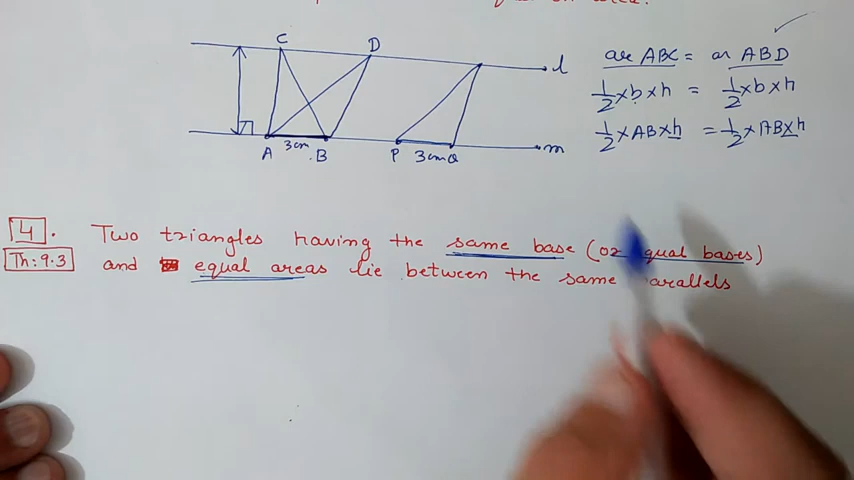 C D l
A 3cm B P 3cm Q m
ar ABC = ar ABD
1/2 × b × h = 1/2 × b × h
1/2 × AB × h = 1/2 × AB × h
4. Two triangles having the same base (or equal bases)
Th: 9.3 and equal areas lie between the same parallels